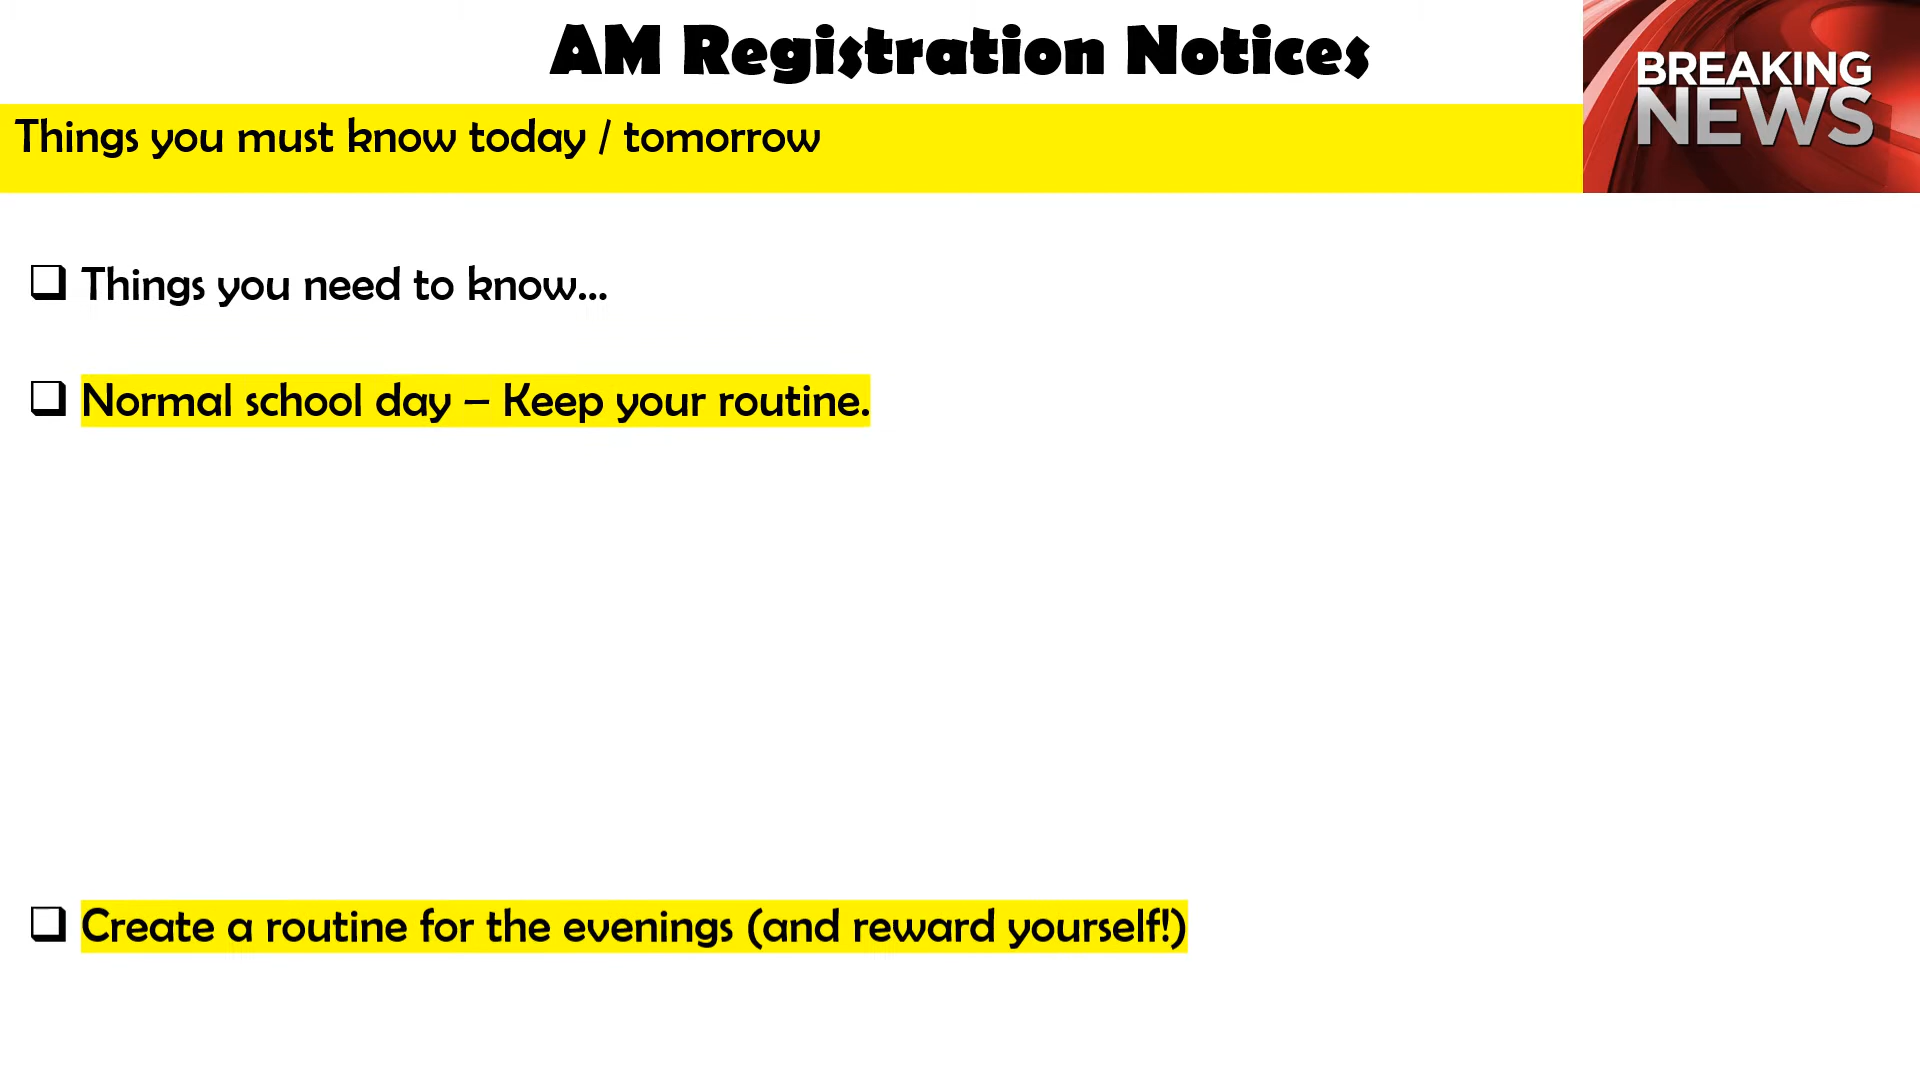 AM Registration Notices
BREAKING
NEWS
Things you must know today / tomorrow
Things you need to know...
Normal school day – Keep your routine.
Create a routine for the evenings (and reward yourself!)